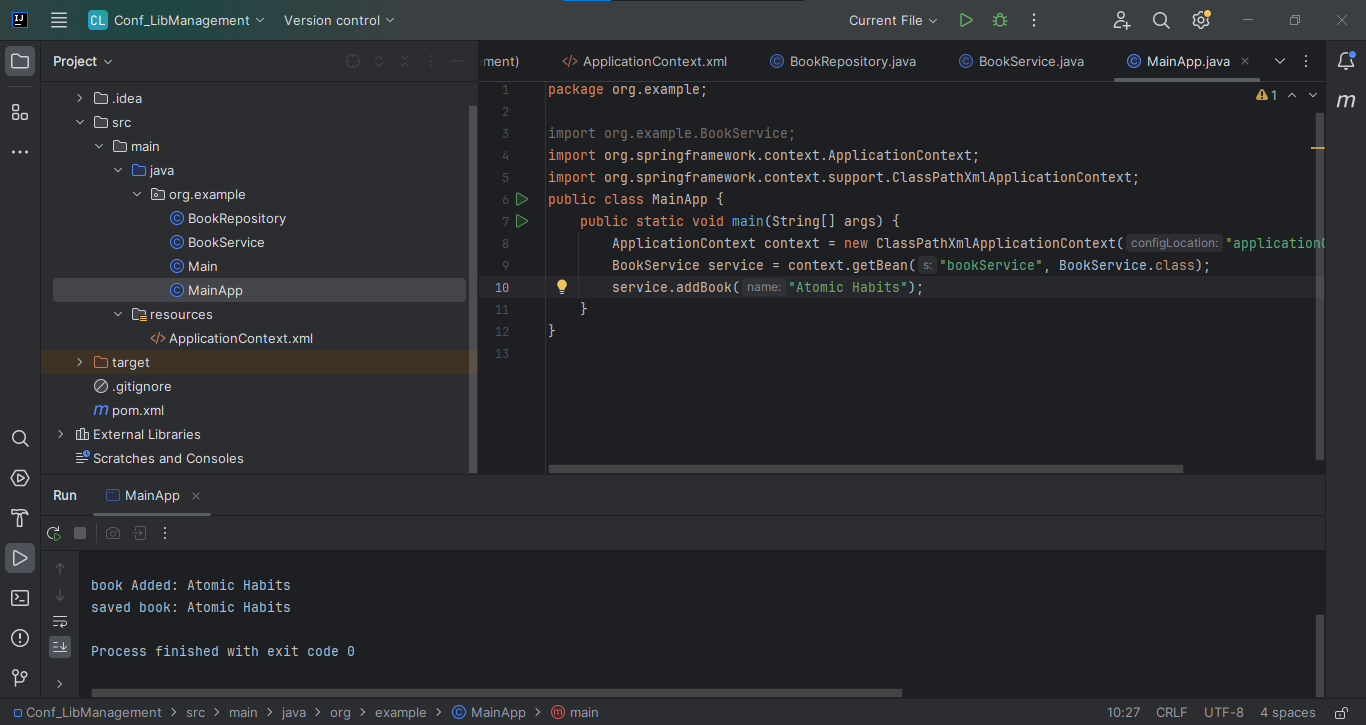 CL Conf_LibManagement Version control Current File
Project
.idea
src
main
java
org.example
BookRepository
BookService
Main
MainApp
resources
ApplicationContext.xml
target
.gitignore
pom.xml
External Libraries
Scratches and Consoles
ment) ApplicationContext.xml BookRepository.java BookService.java MainApp.java
1 package org.example; 1
2
3 import org.example.BookService;
4 import org.springframework.context.ApplicationContext;
5 import org.springframework.context.support.ClassPathXmlApplicationContext;
6 public class MainApp {
7 public static void main(String[] args) {
8 ApplicationContext context = new ClassPathXmlApplicationContext( configLocation: "application
9 BookService service = context.getBean( s: "bookService", BookService.class);
10 service.addBook( name: "Atomic Habits");
11 }
12 }
13
Run MainApp
book Added: Atomic Habits
saved book: Atomic Habits
Process finished with exit code 0
Conf_LibManagement > src > main > java > org > example > MainApp > main 10:27 CRLF UTF-8 4 spaces